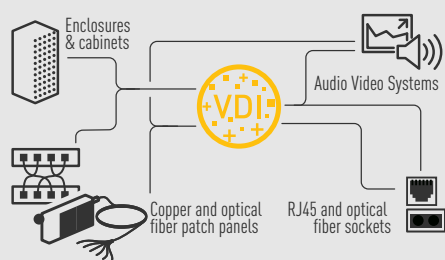 Enclosures
& cabinets
VDI
Audio Video Systems
Copper and optical
fiber patch panels
RJ45 and optical
fiber sockets